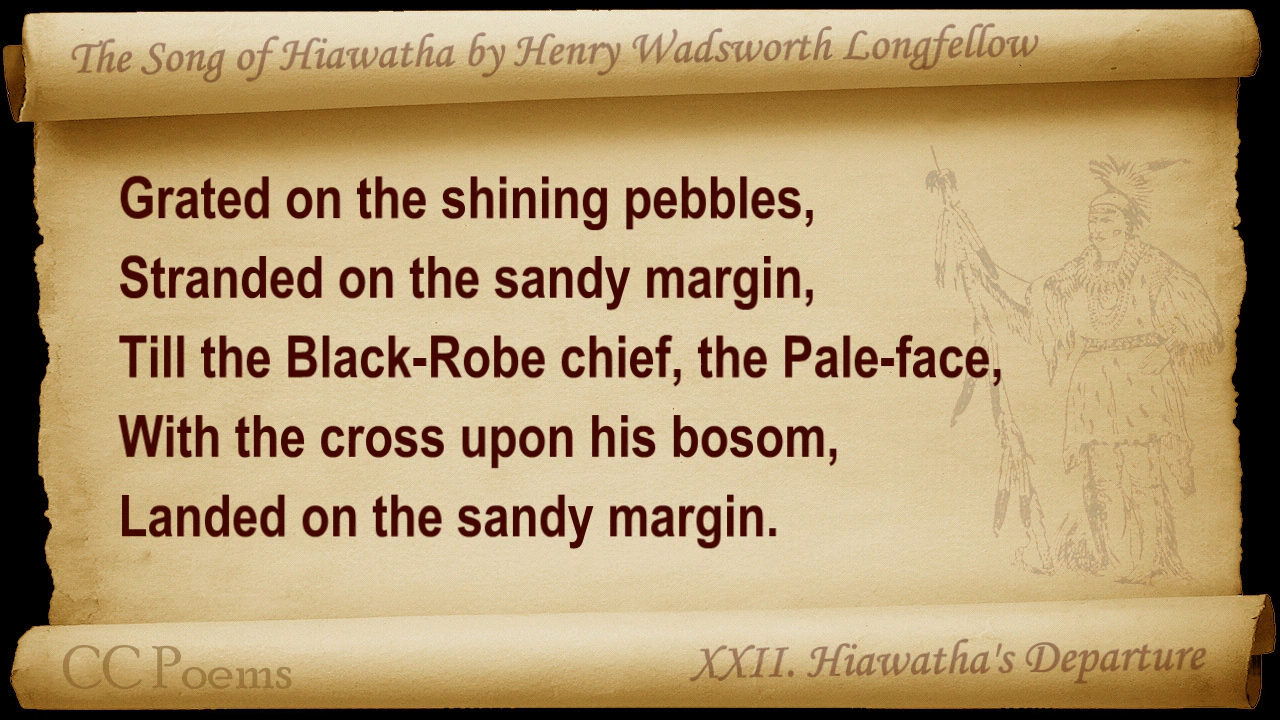 The Song of Hiawatha by Henry Wadsworth Longfellow
Grated on the shining pebbles,
Stranded on the sandy margin,
Till the Black-Robe chief, the Pale-face,
With the cross upon his bosom,
Landed on the sandy margin.
CC Poems
XXII. Hiawatha's Departure